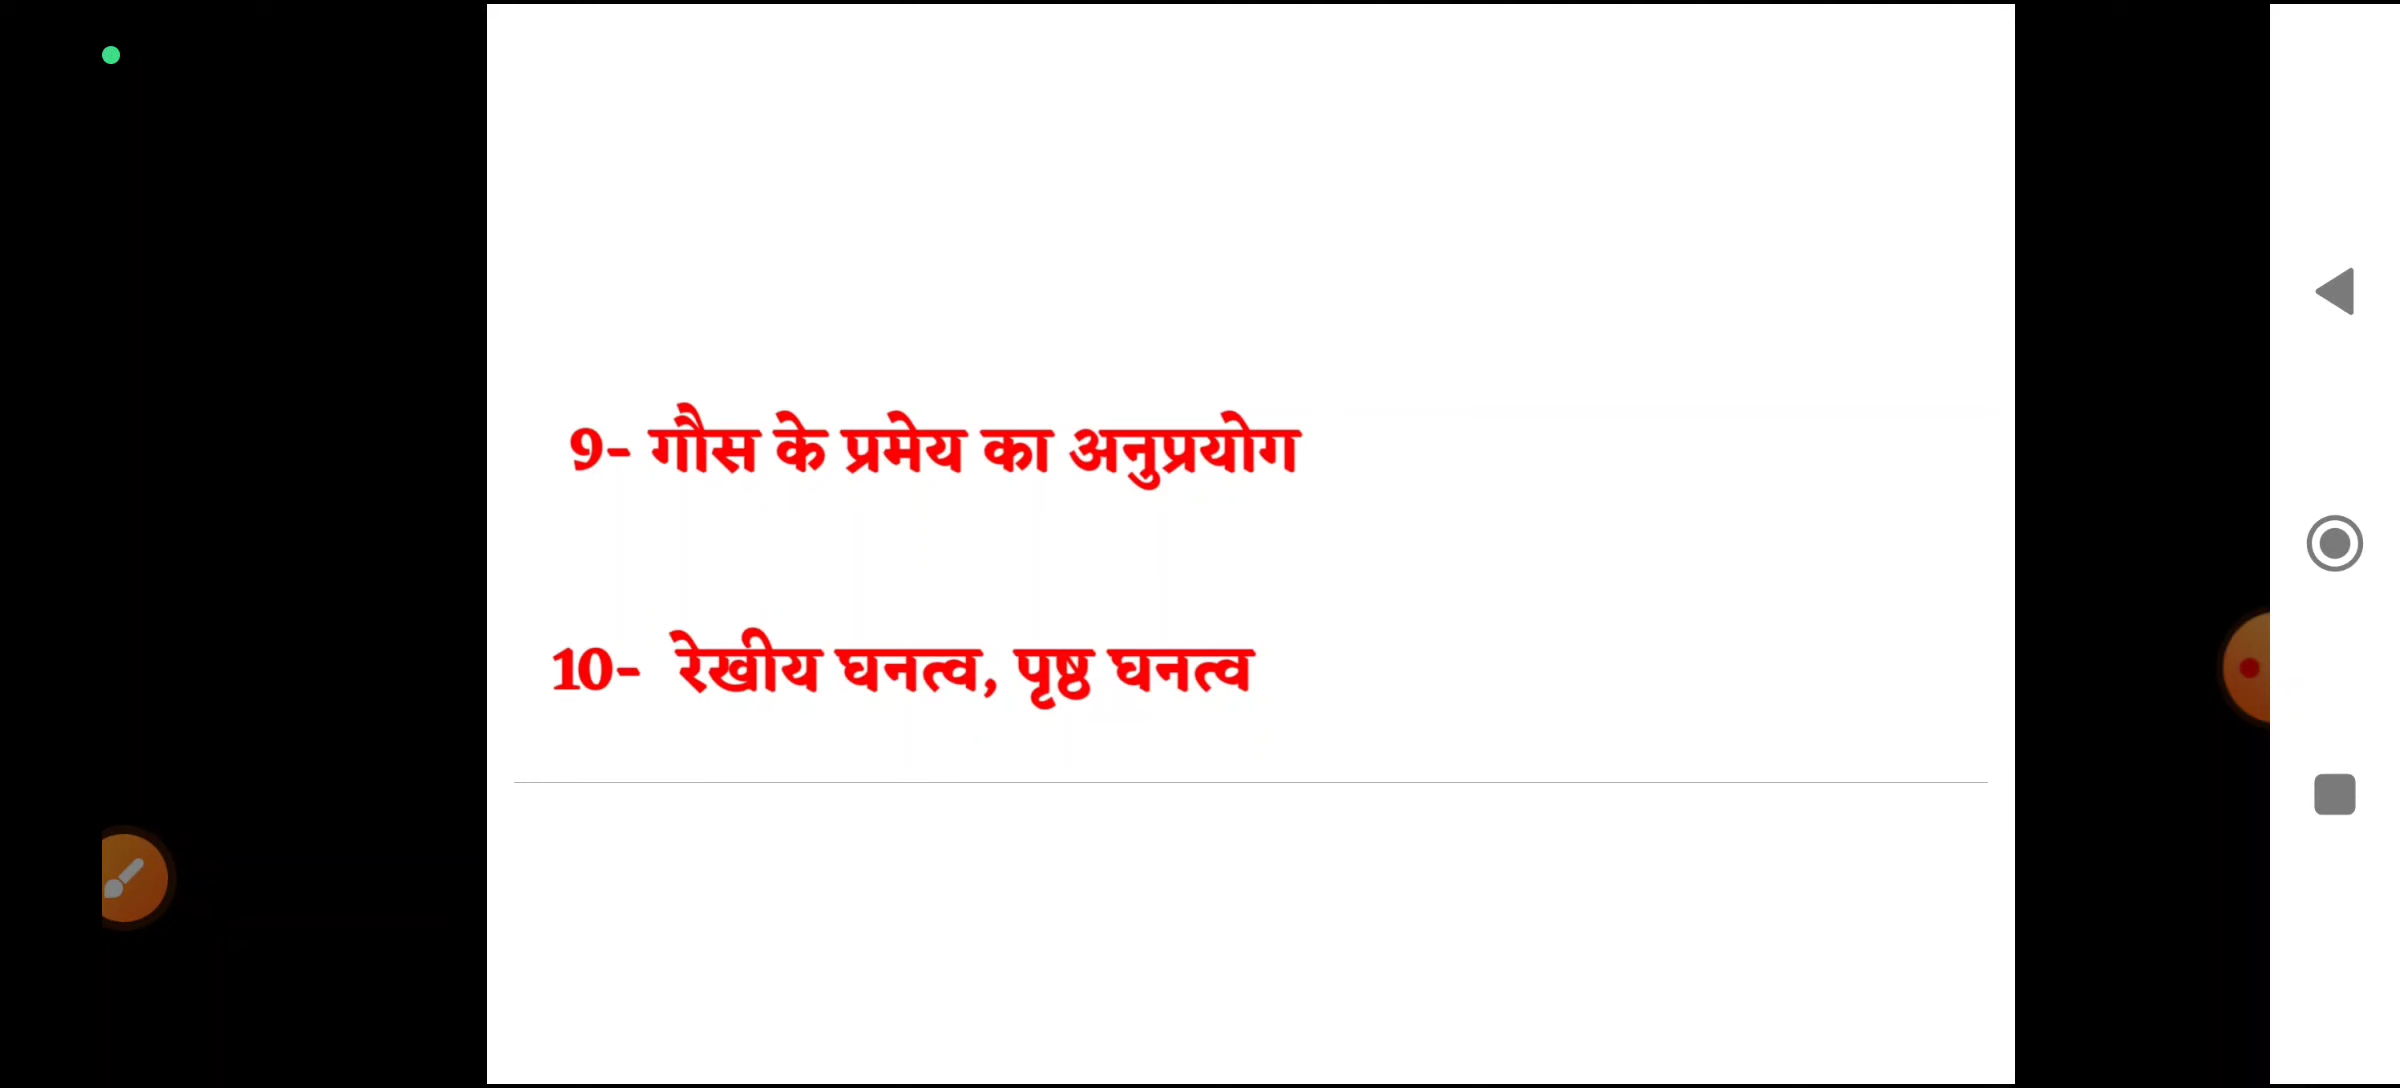 9- गौस के प्रमेय का अनुप्रयोग
10- रेखीय घनत्व, पृष्ठ घनत्व